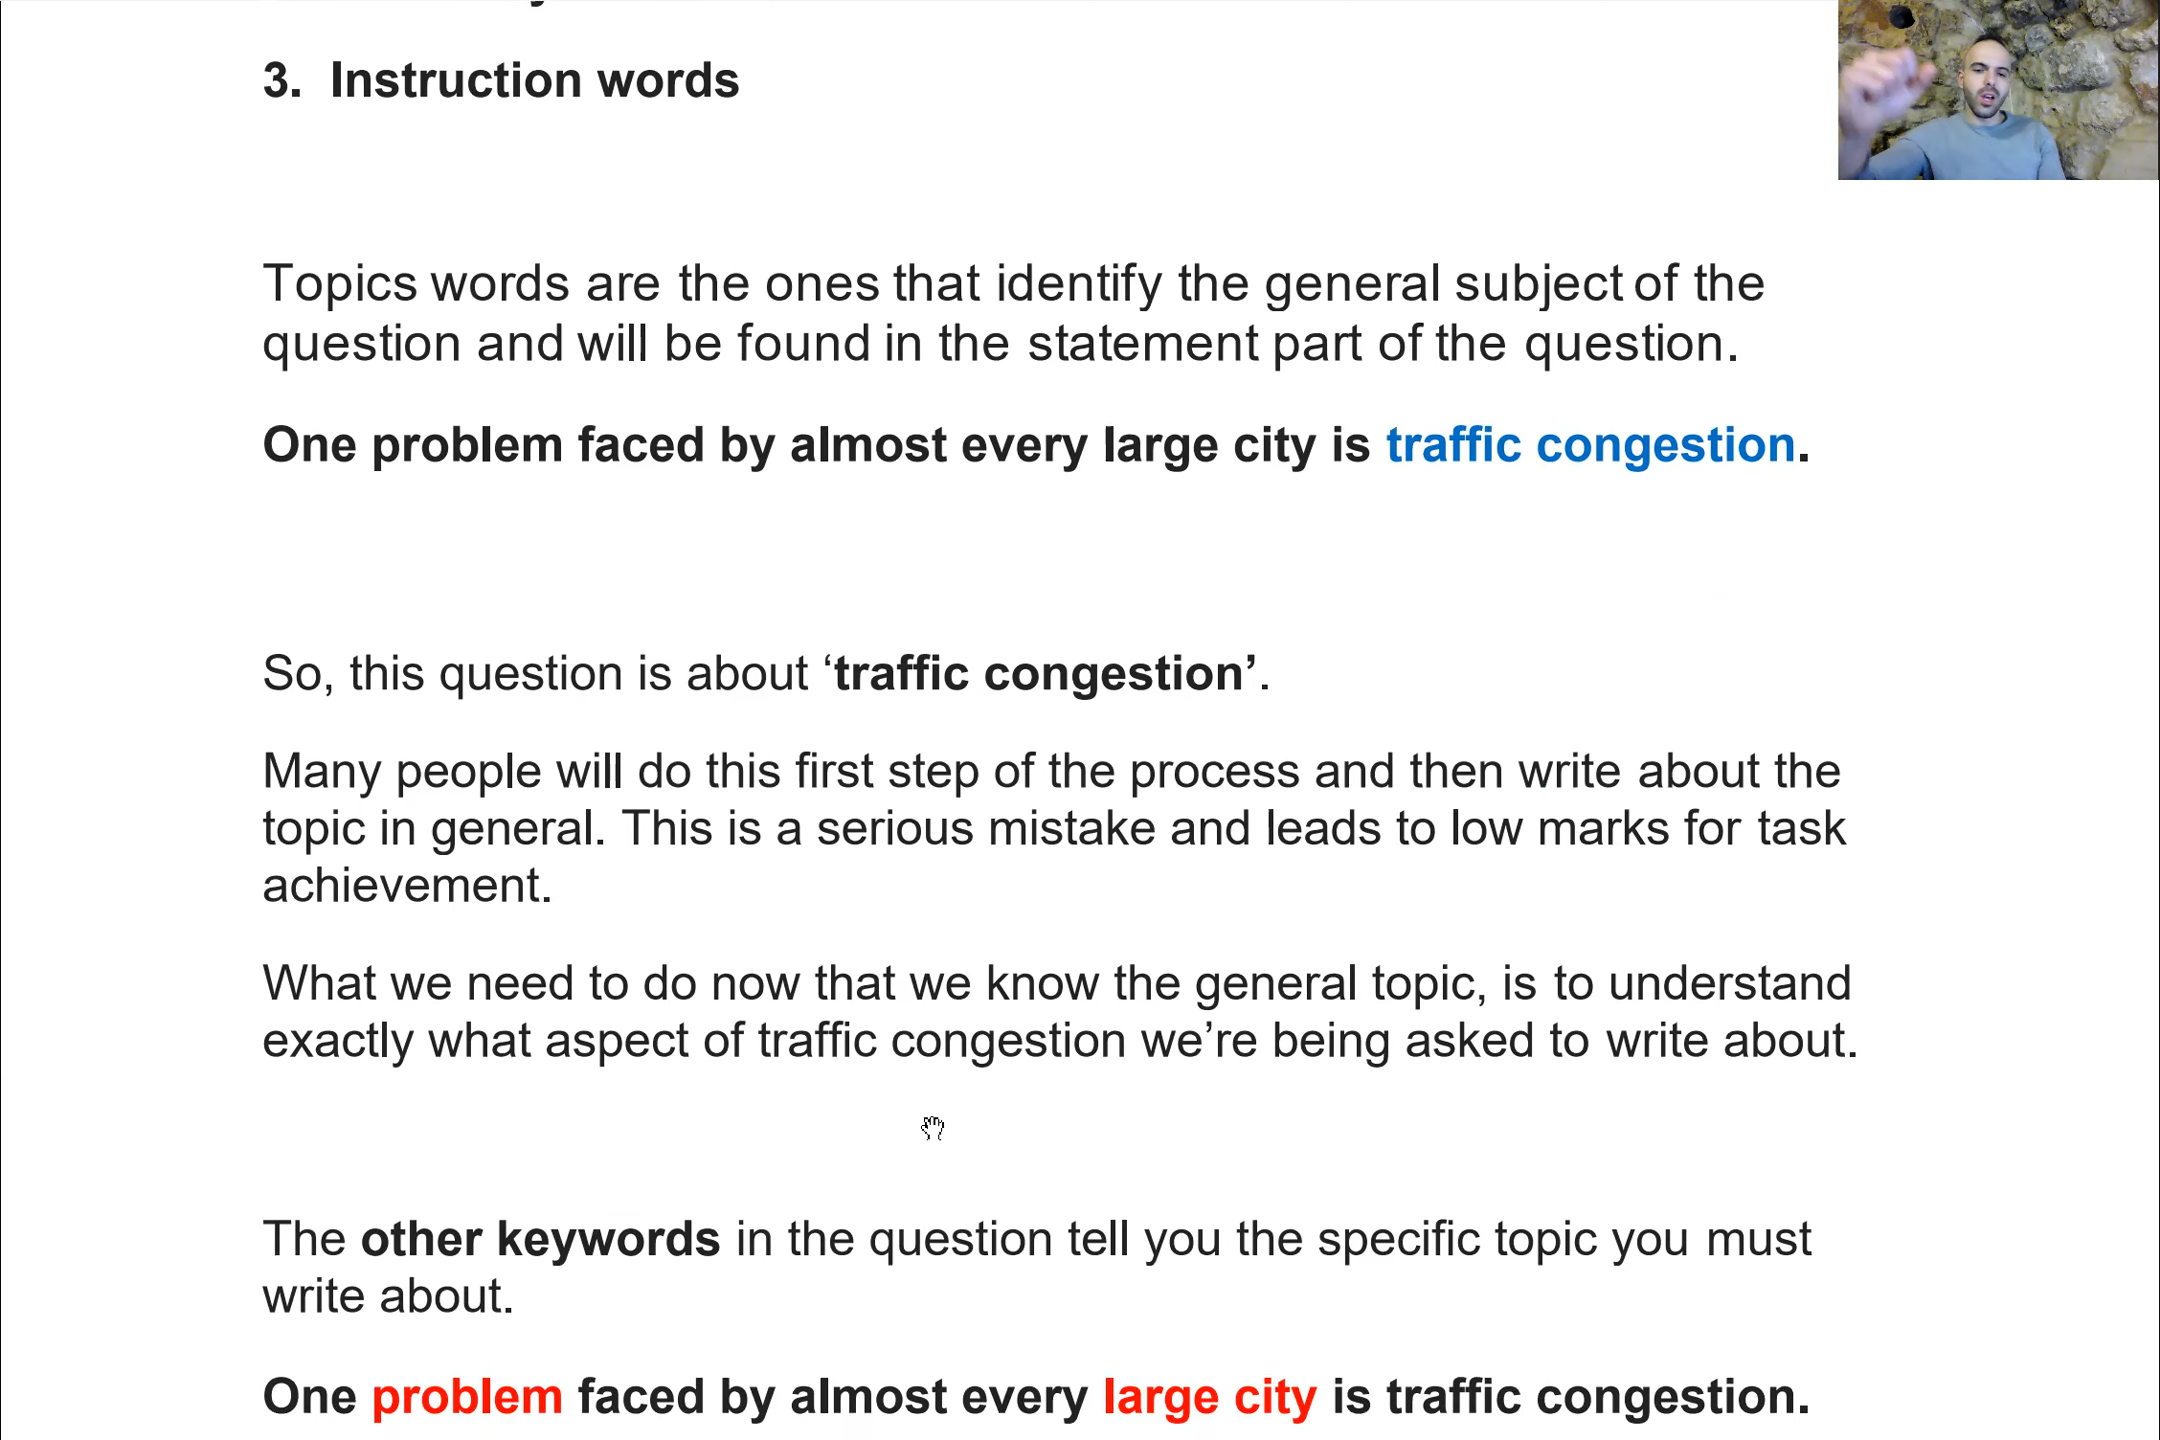 3. Instruction words
Topics words are the ones that identify the general subject of the
question and will be found in the statement part of the question.
One problem faced by almost every large city is traffic congestion.
So, this question is about ‘traffic congestion’.
Many people will do this first step of the process and then write about the
topic in general. This is a serious mistake and leads to low marks for task
achievement.
What we need to do now that we know the general topic, is to understand
exactly what aspect of traffic congestion we’re being asked to write about.
The other keywords in the question tell you the specific topic you must
write about.
One problem faced by almost every large city is traffic congestion.